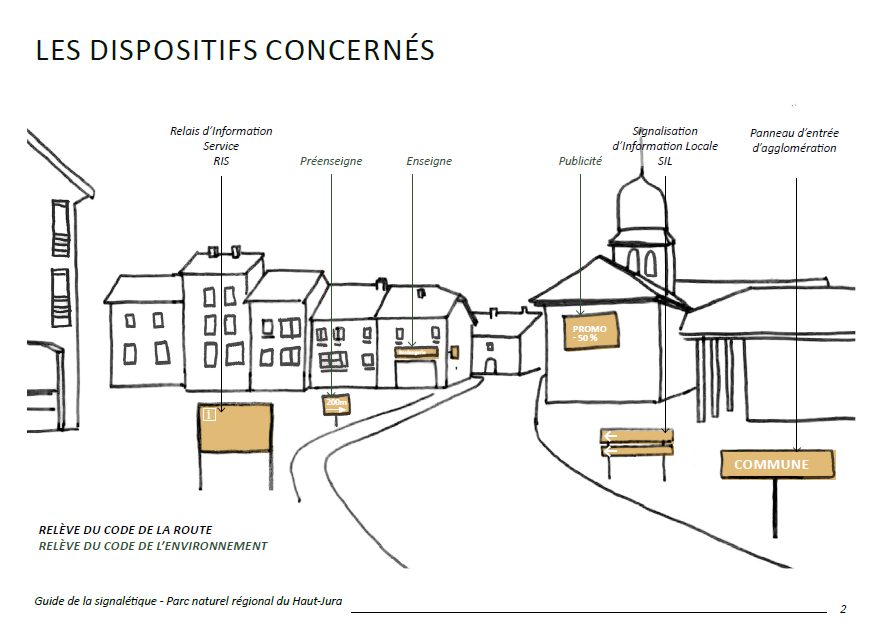 LES DISPOSITIFS CONCERNÉS
Relais d'Information
Service
RIS
Préenseigne
Enseigne
Publicité
Signalisation
d'Information Locale
SIL
Panneau d'entrée
d'agglomération
PROMO
- 50 %
200m
i
COMMUNE
RELÈVE DU CODE DE LA ROUTE
RELÈVE DU CODE DE L'ENVIRONNEMENT
Guide de la signalétique - Parc naturel régional du Haut-Jura
2